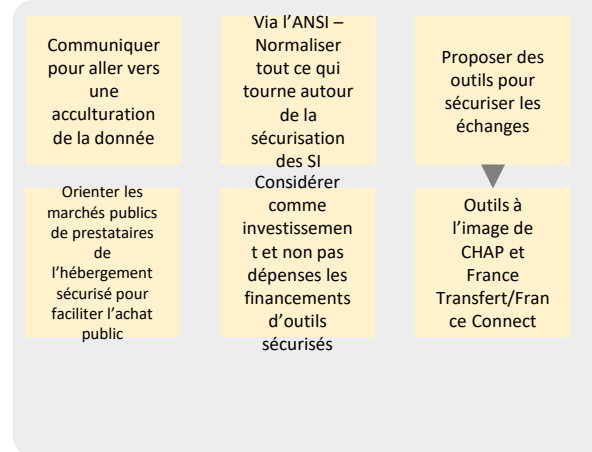 Communiquer
pour aller vers
une
acculturation
de la donnée
Via l'ANSI –
Normaliser
tout ce qui
tourne autour
de la
sécurisation
des SI
Proposer des
outils pour
sécuriser les
échanges
Orienter les
marchés publics
de prestataires
de
l'hébergement
sécurisé pour
faciliter l'achat
public
Considérer
comme
investissemen
t et non pas
dépenses les
financements
d'outils
sécurisés
Outils à
l'image de
CHAP et
France
Transfert/Fran
ce Connect